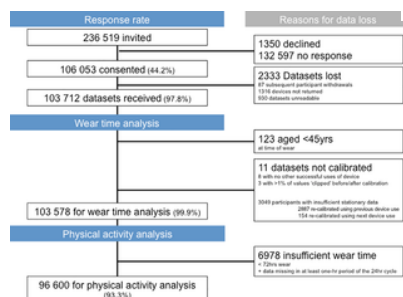 Response rate
Reasons for data loss
236 519 invited
1350 declined
132 597 no response
106 053 consented (44.2%)
2333 Datasets lost
87 subsequent participant withdrawals
1316 devices not returned
930 datasets unreadable
103 712 datasets received (97.8%)
Wear time analysis
123 aged <45yrs
at time of wear
11 datasets not calibrated
8 with no other successful uses of device
3 with >1% of values 'clipped' before/after calibration
3049 participants with insufficient stationary data
2887 re-calibrated using previous device use
154 re-calibrated using next device use
103 578 for wear time analysis (99.9%)
Physical activity analysis
6978 insufficient wear time
< 72hrs wear
+ data missing in at least one-hr period of the 24hr cycle
96 600 for physical activity analysis
(93.3%)